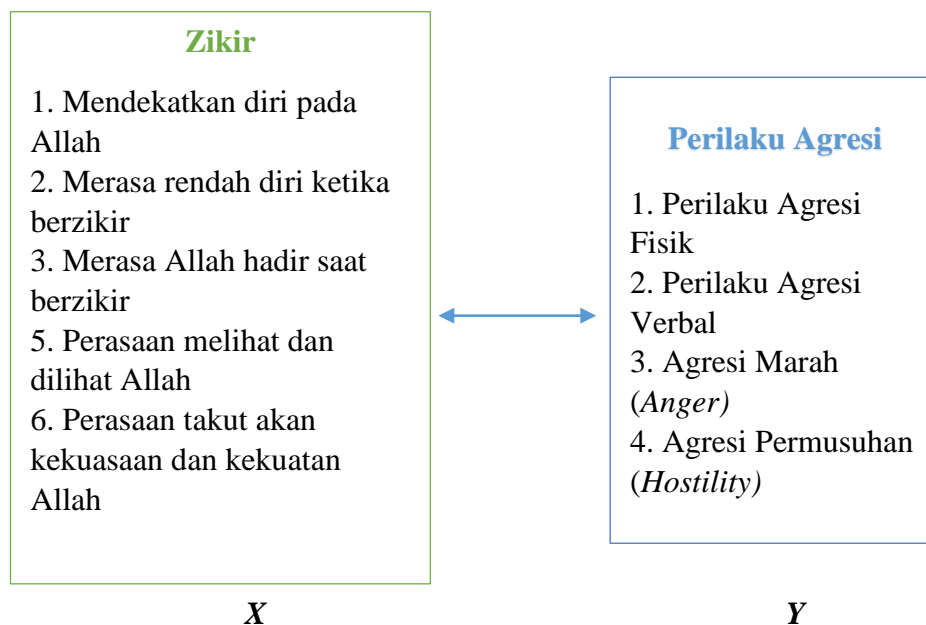 Zikir
1. Mendekatkan diri pada
Allah
2. Merasa rendah diri ketika
berzikir
3. Merasa Allah hadir saat
berzikir
5. Perasaan melihat dan
dilihat Allah
6. Perasaan takut akan
kekuasaan dan kekuatan
Allah
X
Perilaku Agresi
1. Perilaku Agresi
Fisik
2. Perilaku Agresi
Verbal
3. Agresi Marah
(Anger)
4. Agresi Permusuhan
(Hostility)
Y